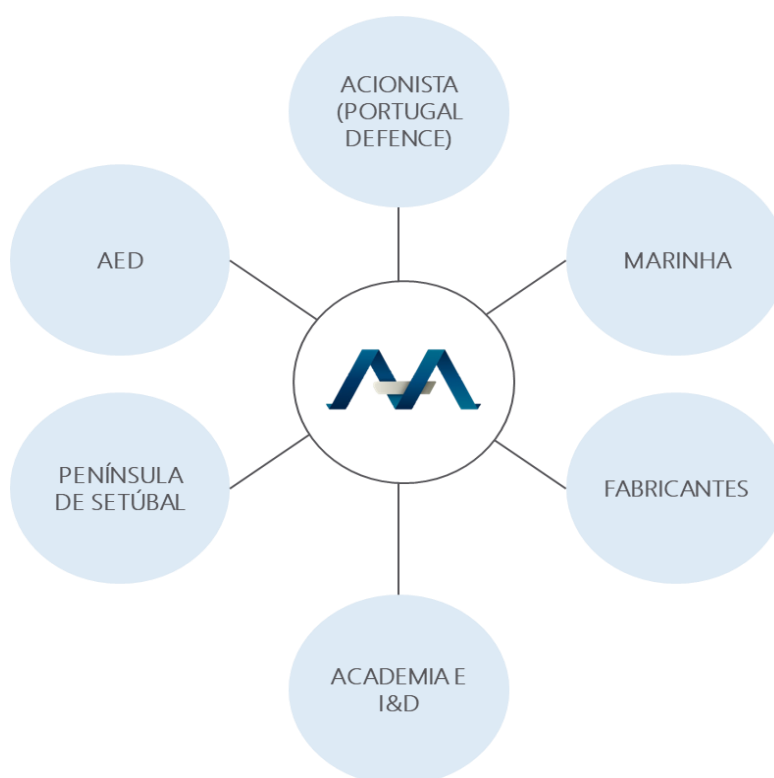 ACIONISTA
(PORTUGAL
DEFENCE)
AED
MARINHA
PENÍNSULA
DE SETÚBAL
FABRICANTES
ACADEMIA E
I&D